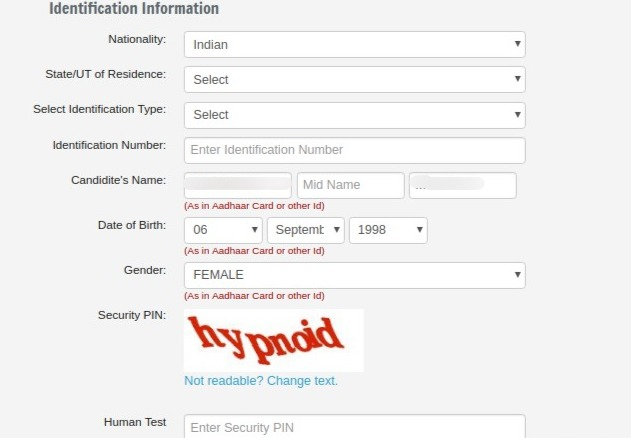 Identification Information
Nationality: Indian
State/UT of Residence: Select
Select Identification Type: Select
Identification Number: Enter Identification Number
Candidite's Name: Mid Name ...
(As in Aadhaar Card or other Id)
Date of Birth: 06 Septemb 1998
(As in Aadhaar Card or other Id)
Gender: FEMALE
(As in Aadhaar Card or other Id)
Security PIN: hypnoid
Not readable? Change text.
Human Test Enter Security PIN